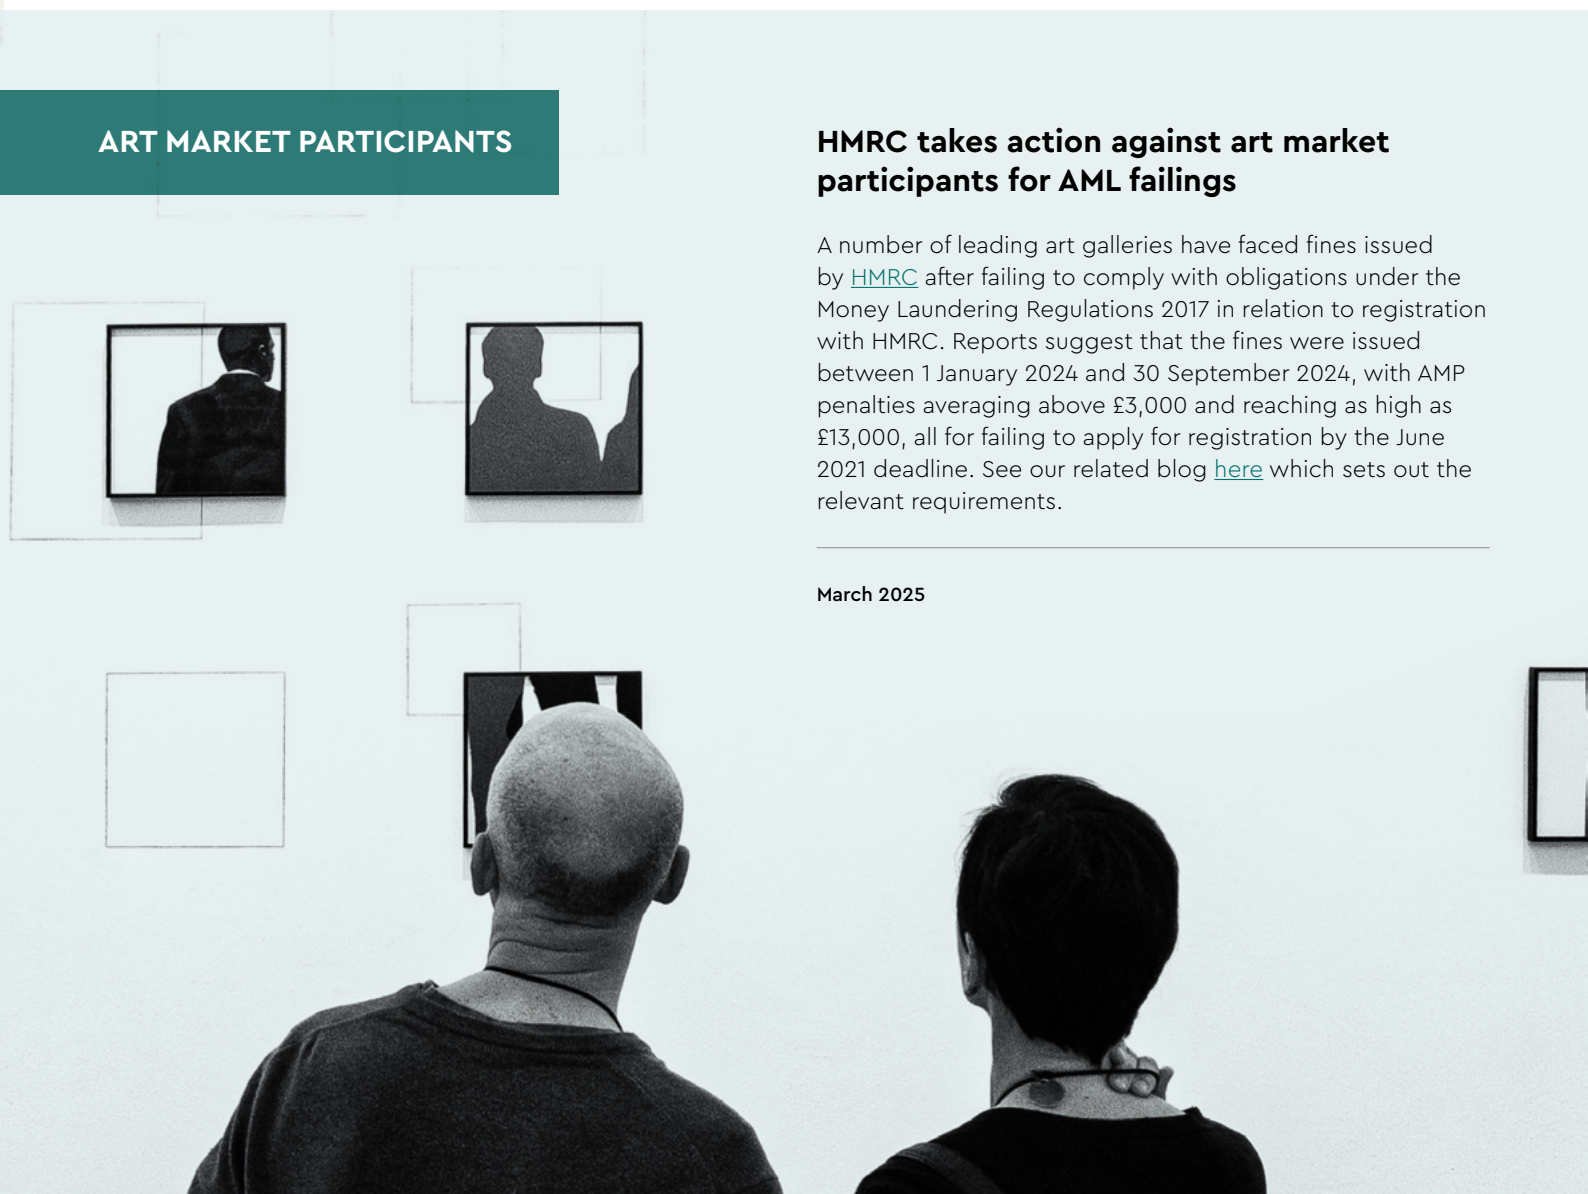 ART MARKET PARTICIPANTS
HMRC takes action against art market
participants for AML failings
A number of leading art galleries have faced fines issued
by HMRC after failing to comply with obligations under the
Money Laundering Regulations 2017 in relation to registration
with HMRC. Reports suggest that the fines were issued
between 1 January 2024 and 30 September 2024, with AMP
penalties averaging above £3,000 and reaching as high as
£13,000, all for failing to apply for registration by the June
2021 deadline. See our related blog here which sets out the
relevant requirements.
March 2025